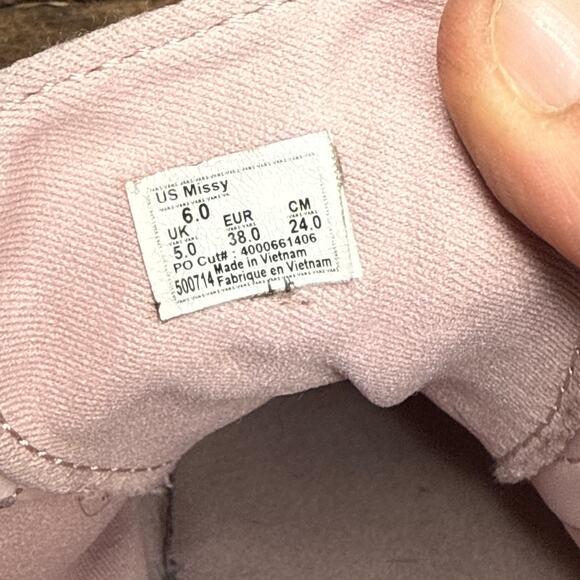 US Missy
6.0
UK EUR CM
5.0 38.0 24.0
PO Cut# : 4000661406
Made in Vietnam
500714 Fabrique en Vietnam